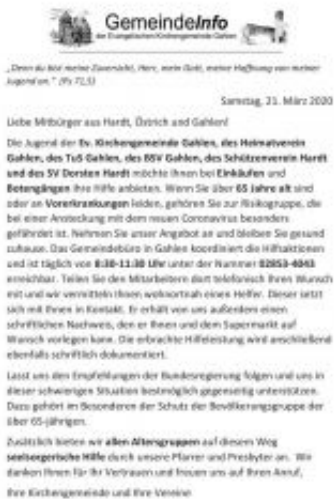 GemeindeInfo
der Evangelischen Kirchengemeinde Gahlen
„Denn du bist meine Zuversicht, Herr, mein Gott, meine Hoffnung von meiner
Jugend an." (Ps 71,5)
Samstag, 21. März 2020
Liebe Mitbürger aus Hardt, Östrich und Gahlen!
Die Jugend der Ev. Kirchengemeinde Gahlen, des Heimatverein
Gahlen, des TuS Gahlen, des BSV Gahlen, des Schützenverein Hardt
und des SV Dorsten Hardt möchte Ihnen bei Einkäufen und
Botengängen ihre Hilfe anbieten. Wenn Sie über 65 Jahre alt sind
oder an Vorerkrankungen leiden, gehören Sie zur Risikogruppe, die
bei einer Ansteckung mit dem neuen Coronavirus besonders
gefährdet ist. Nehmen Sie unser Angebot an und bleiben Sie gesund
zuhause. Das Gemeindebüro in Gahlen koordiniert die Hilfsaktionen
und ist täglich von 8:30-11:30 Uhr unter der Nummer 02853-4043
erreichbar. Teilen Sie den Mitarbeitern dort telefonisch Ihren Wunsch
mit und wir vermitteln Ihnen wohnortnah einen Helfer. Dieser setzt
sich mit Ihnen in Kontakt. Er erhält von uns außerdem einen
schriftlichen Nachweis, den er Ihnen und dem Supermarkt auf
Wunsch vorlegen kann. Die erbrachte Hilfeleistung wird anschließend
ebenfalls schriftlich dokumentiert.
Lasst uns den Empfehlungen der Bundesregierung folgen und uns in
dieser schwierigen Situation bestmöglich gegenseitig unterstützen.
Dazu gehört im Besonderen der Schutz der Bevölkerungsgruppe der
über 65-jährigen.
Zusätzlich bieten wir allen Altersgruppen auf diesem Weg
seelsorgerische Hilfe durch unsere Pfarrer und Presbyter an. Wir
danken Ihnen für Ihr Vertrauen und freuen uns auf Ihren Anruf,
Ihre Kirchengemeinde und Ihre Vereine